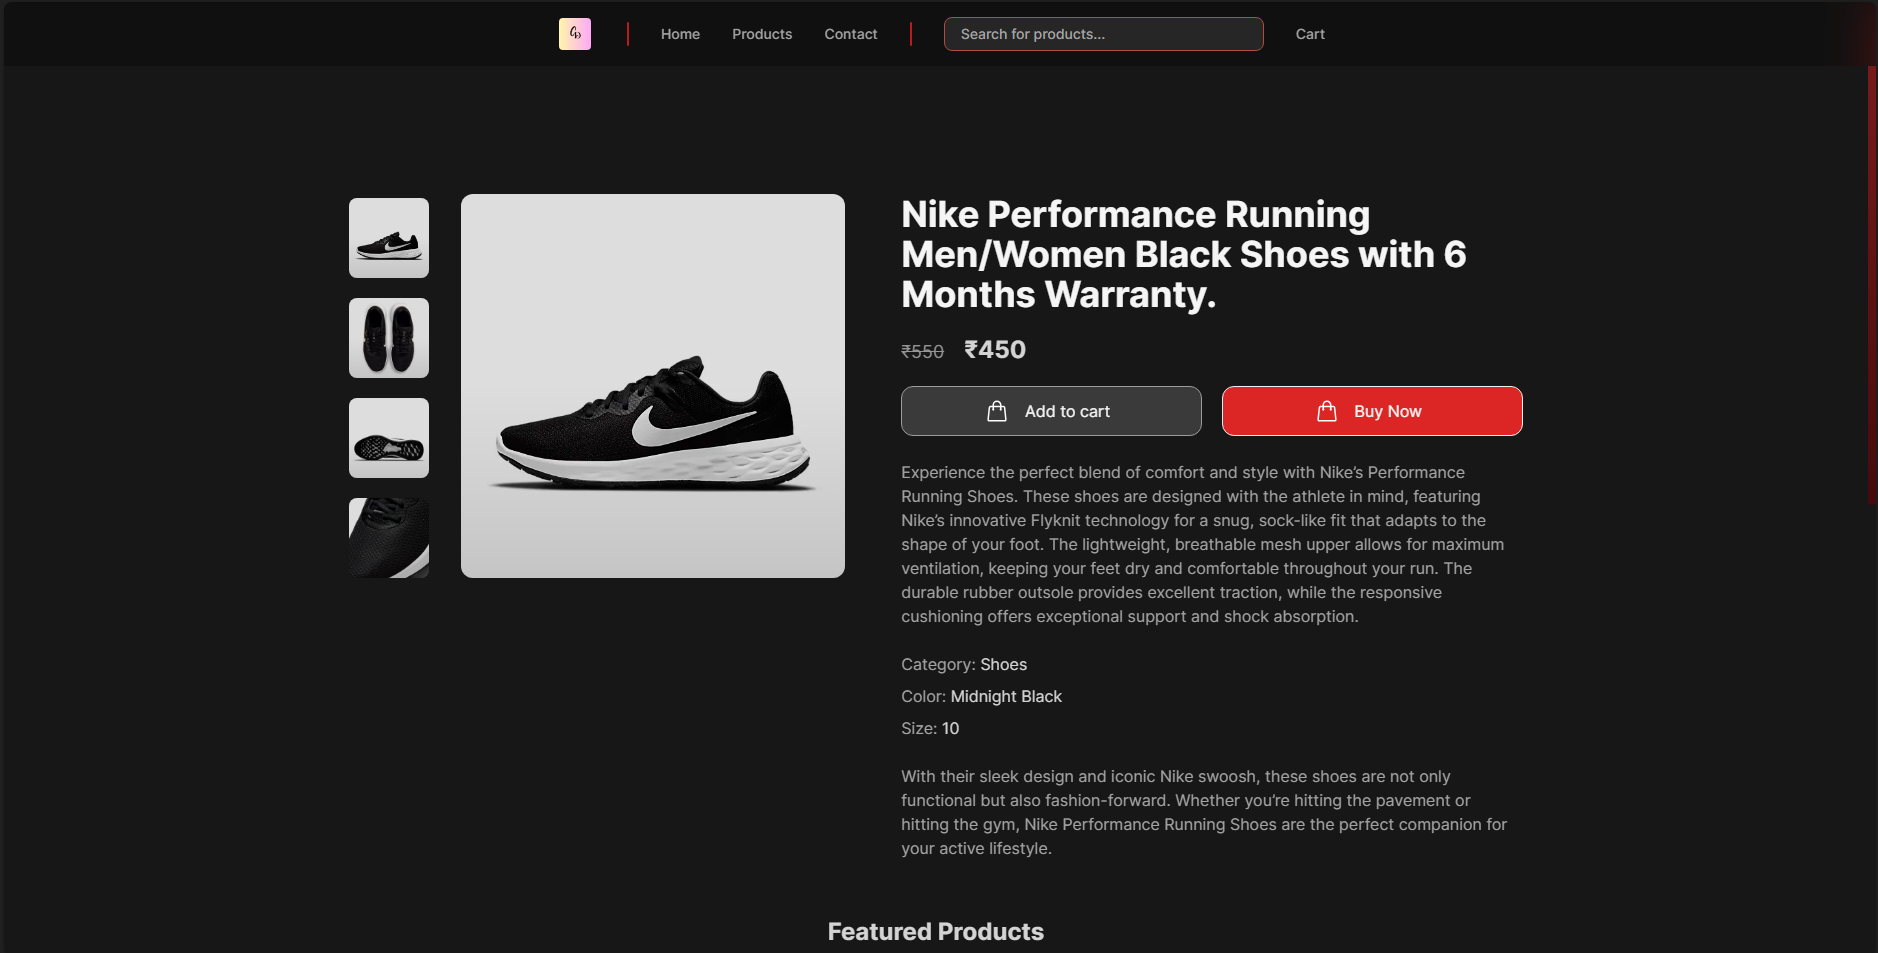 Home
Products
Contact
Search for products...
Cart
Nike Performance Running
Men/Women Black Shoes with 6
Months Warranty.
₹550 ₹450
Add to cart
Buy Now
Experience the perfect blend of comfort and style with Nike’s Performance
Running Shoes. These shoes are designed with the athlete in mind, featuring
Nike’s innovative Flyknit technology for a snug, sock-like fit that adapts to the
shape of your foot. The lightweight, breathable mesh upper allows for maximum
ventilation, keeping your feet dry and comfortable throughout your run. The
durable rubber outsole provides excellent traction, while the responsive
cushioning offers exceptional support and shock absorption.
Category: Shoes
Color: Midnight Black
Size: 10
With their sleek design and iconic Nike swoosh, these shoes are not only
functional but also fashion-forward. Whether you’re hitting the pavement or
hitting the gym, Nike Performance Running Shoes are the perfect companion for
your active lifestyle.
Featured Products